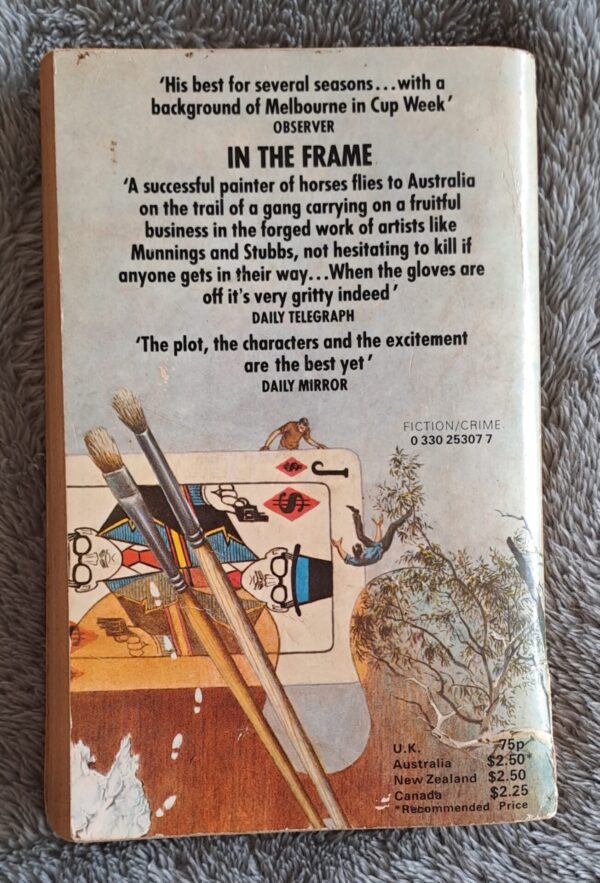 'His best for several seasons...with a
background of Melbourne in Cup Week'
OBSERVER
IN THE FRAME
'A successful painter of horses flies to Australia
on the trail of a gang carrying on a fruitful
business in the forged work of artists like
Munnings and Stubbs, not hesitating to kill if
anyone gets in their way...When the gloves are
off it's very gritty indeed'
DAILY TELEGRAPH
'The plot, the characters and the excitement
are the best yet'
DAILY MIRROR
FICTION/CRIME
0 330 25307 7
J
$
U.K. 75p
Australia $2.50*
New Zealand $2.50
Canada $2.25
*Recommended Price